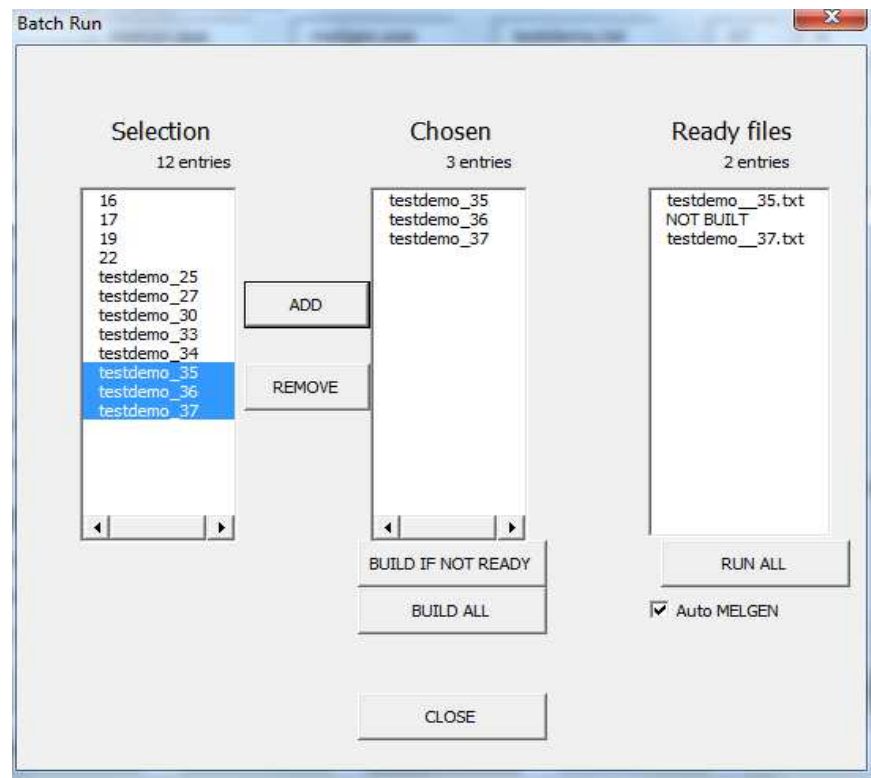 Batch Run
Selection
12 entries
16
17
19
22
testdemo_25
testdemo_27
testdemo_30
testdemo_33
testdemo_34
testdemo_35
testdemo_36
testdemo_37
ADD
REMOVE
Chosen
3 entries
testdemo_35
testdemo_36
testdemo_37
BUILD IF NOT READY
BUILD ALL
CLOSE
Ready files
2 entries
testdemo__35.txt
NOT BUILT
testdemo__37.txt
RUN ALL
Auto MELGEN